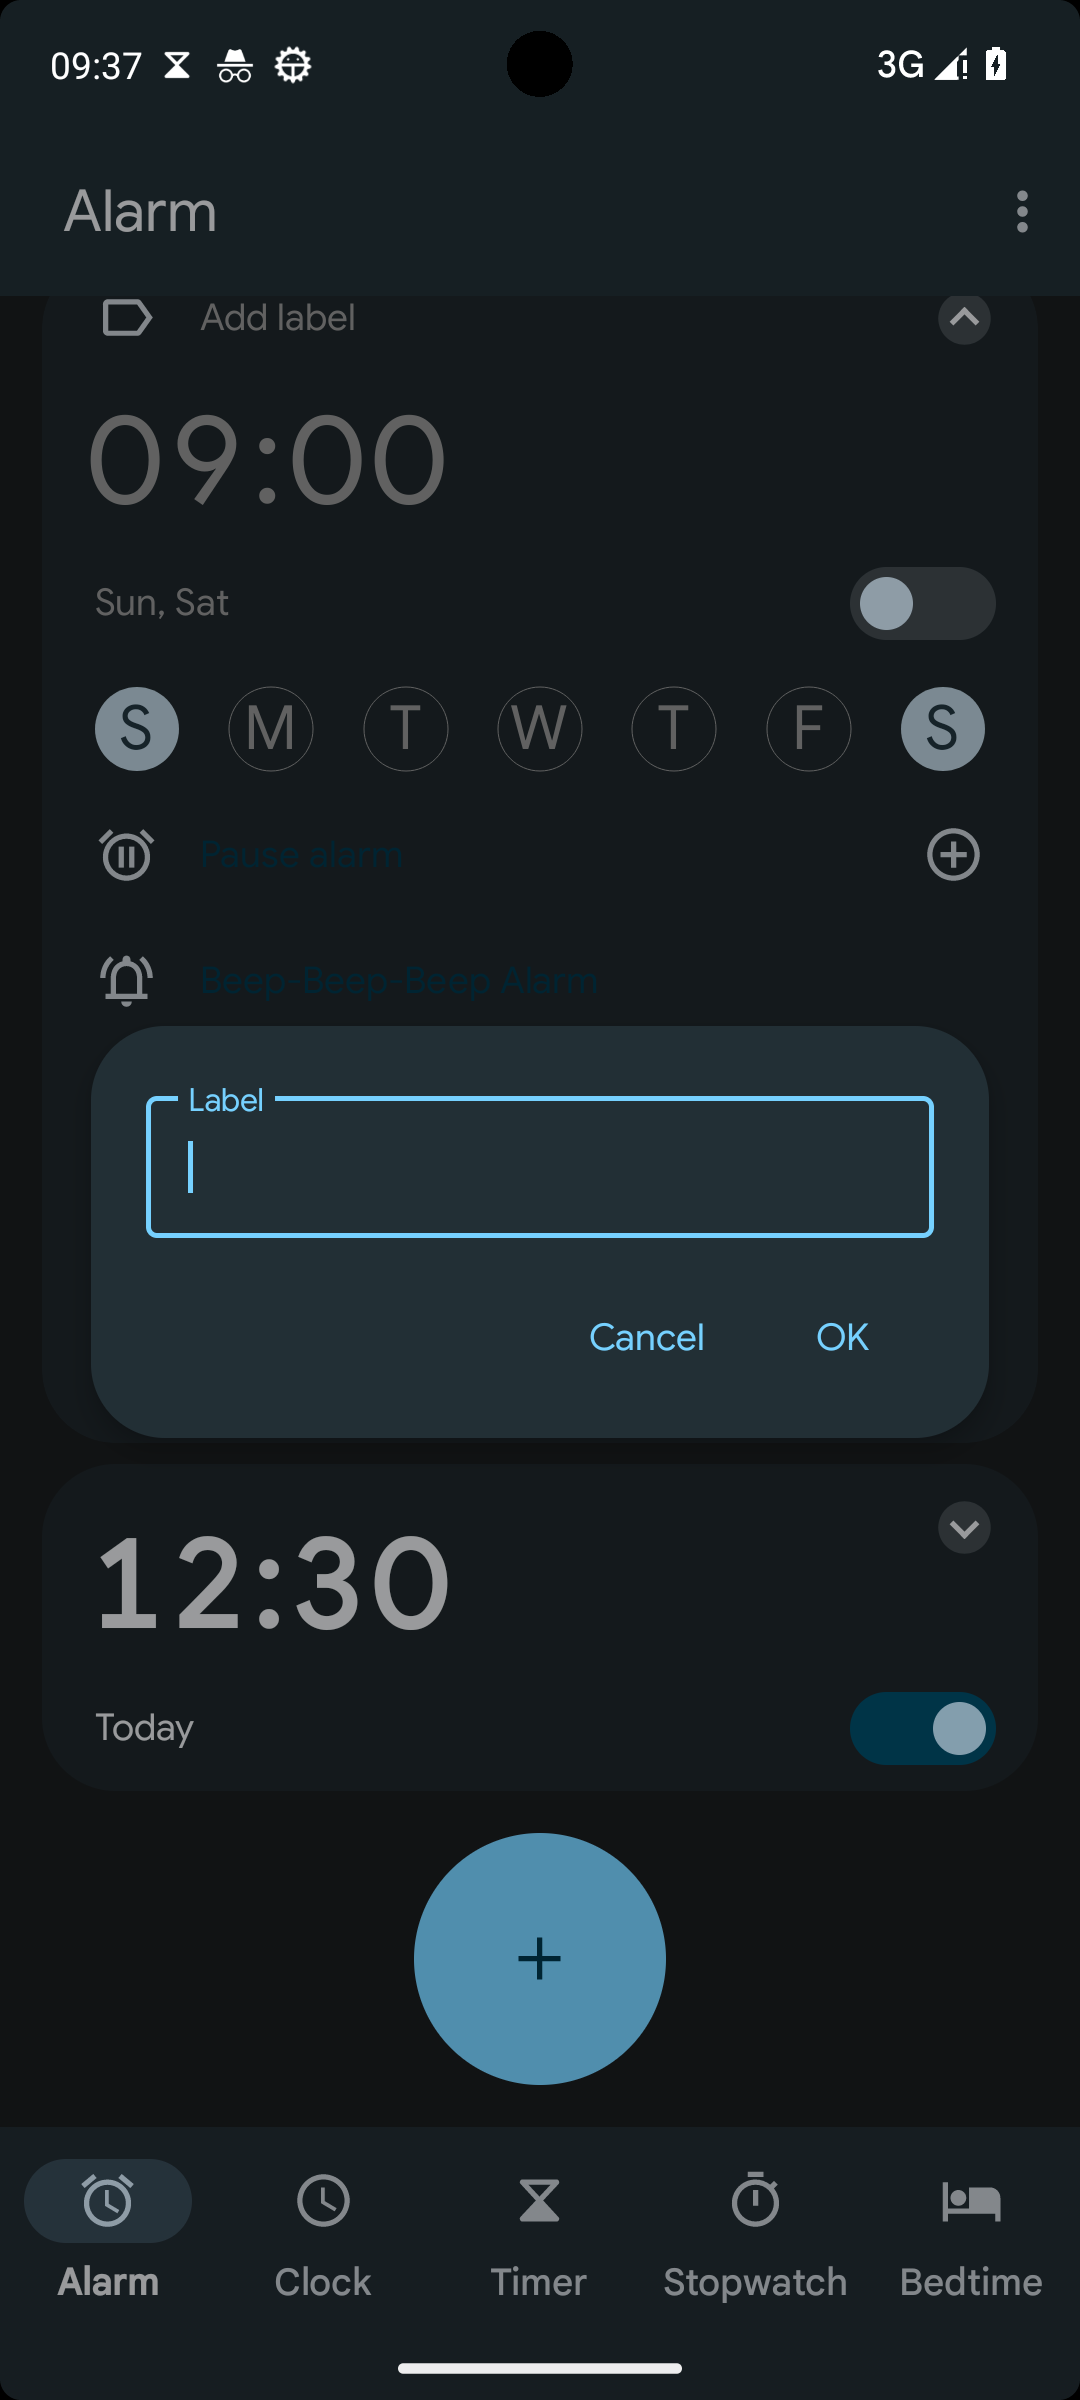 09:37
3G
Alarm
Add label
09:00
Sun, Sat
S M T W T F S
Pause alarm
Beep-Beep-Beep Alarm
Label
Cancel OK
12:30
Today
Alarm Clock Timer Stopwatch Bedtime